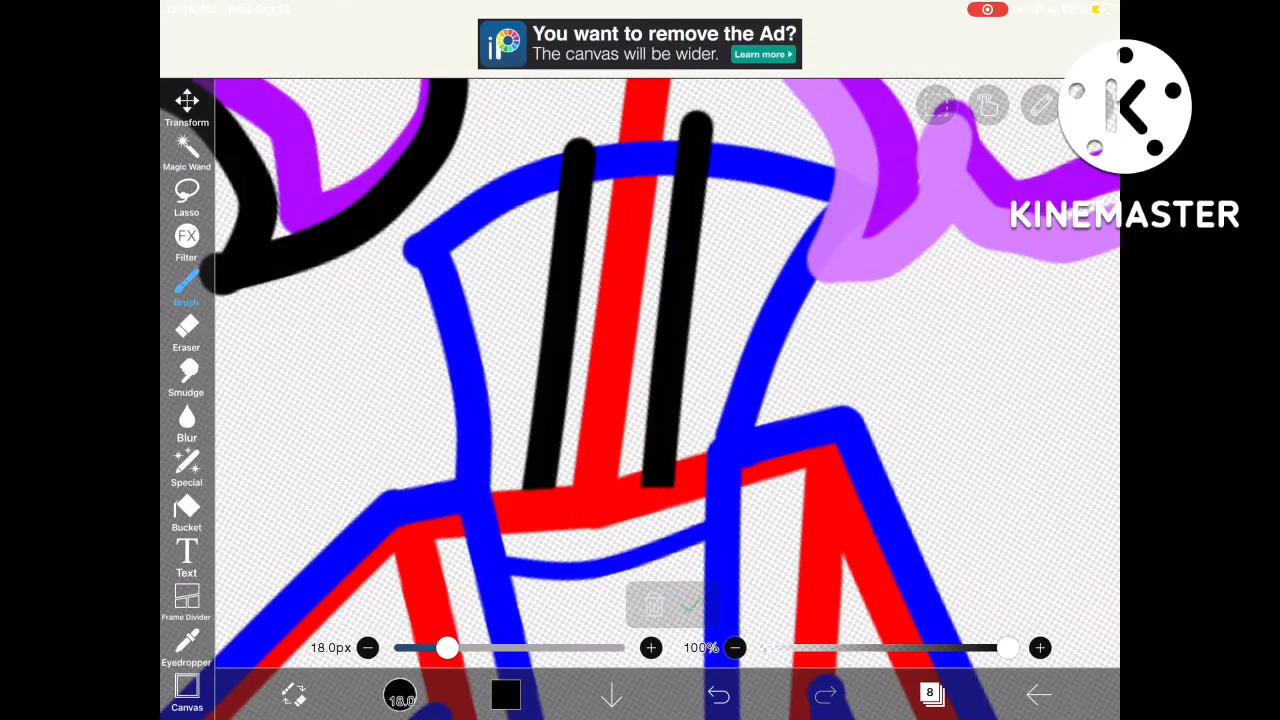 You want to remove the Ad?
The canvas will be wider.
Learn more
iP
Transform
Magic Wand
Lasso
FX
Filter
Brush
Eraser
Smudge
Blur
Special
Bucket
T
Text
Frame Divider
Eyedropper
Canvas
K
KINEMASTER
18.0px
100%
18.0
8